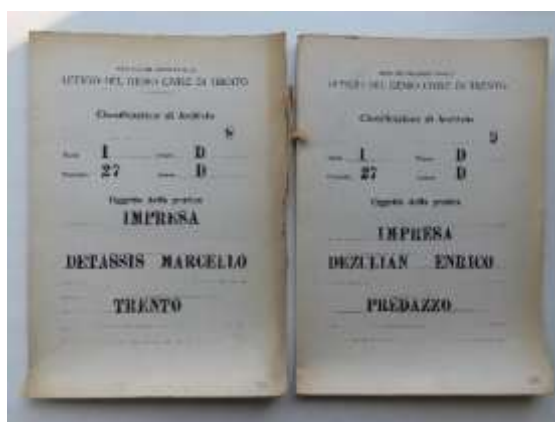 UFFICIO DEL GENIO CIVILE DI TRENTO
Classificazione di Archivio
8
I D
27 D
Oggetto della pratica
IMPRESA
DETASSIS MARCELLO
TRENTO
UFFICIO DEL GENIO CIVILE DI TRENTO
Classificazione di Archivio
9
I D
27 D
Oggetto della pratica
IMPRESA
DEZULIAN ENRICO
PREDAZZO